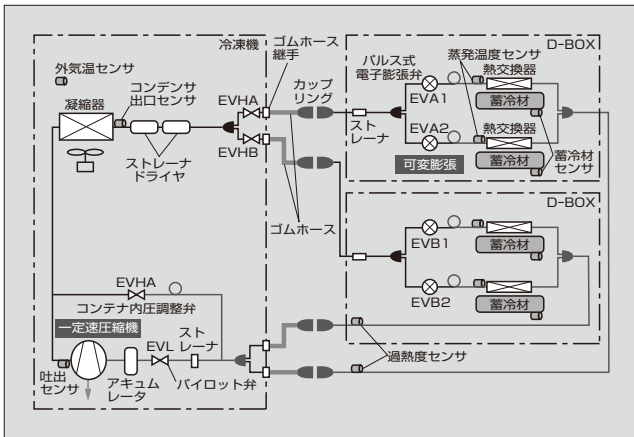 冷凍機
ゴムホース
継手
D-BOX
外気温センサ
コンデンサ
出口センサ
凝縮器
EVHA
EVHB
カップ
リング
パルス式
電子膨張弁
蒸発温度センサ
熱交換器
EVA1
蓄冷材
ストレーナ
ドライヤ
スト
レーナ
EVA2
熱交換器
可変膨張
蓄冷材
蓄冷材
センサ
ゴムホース
D-BOX
EVB1
蓄冷材
EVB2
蓄冷材
EVHA
コンテナ内圧調整弁
一定速圧縮機
EVL
スト
レーナ
吐出
センサ
アキュム
レータ
パイロット弁
過熱度センサ